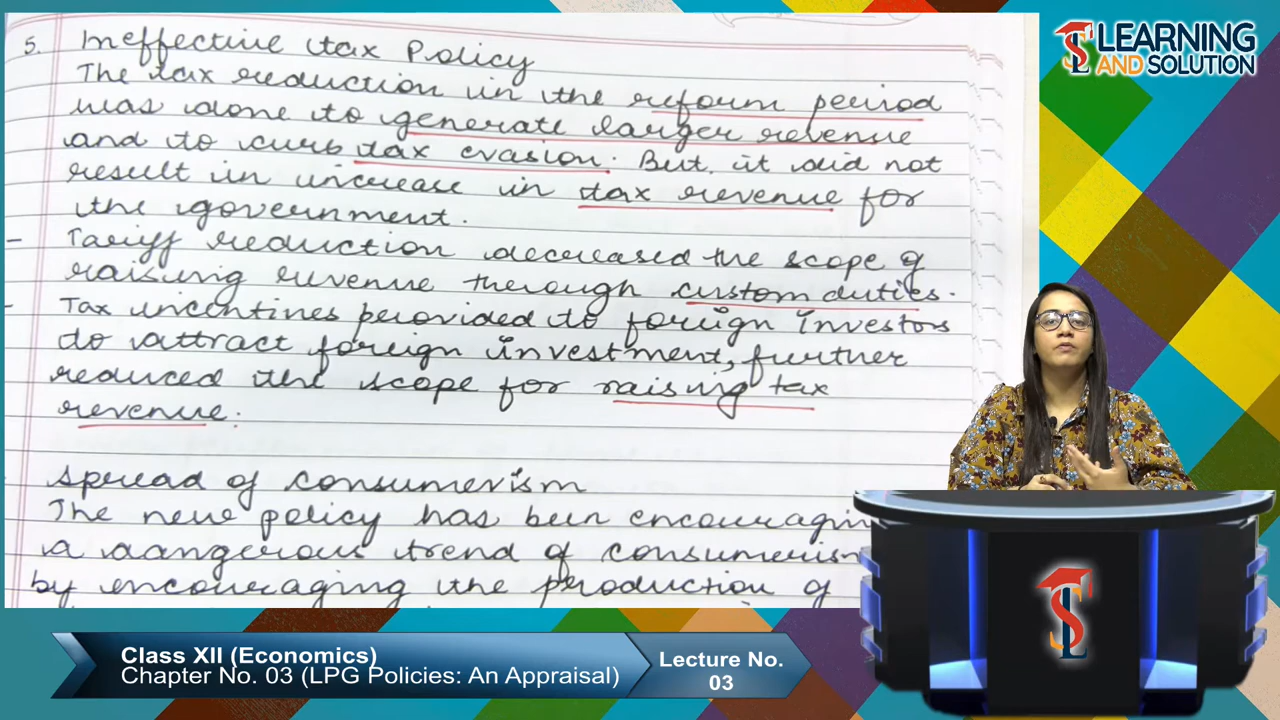 5. Ineffective tax Policy
The tax reduction in the reform period
was done to generate larger revenue
and to curb tax evasion. But, it did not
result in increase in tax revenue for
the government.
- Tariff reduction decreased the scope of
raising revenue through custom duties.
- Tax incentines provided to foreign investors
to attract foreign investment, further
reduced the scope for raising tax
revenue.
Spread of consumerism
The new policy has been encouragin
a dangerous trend of consumerism
by encouraging the production of
LEARNING
AND SOLUTION
Class XII (Economics)
Chapter No. 03 (LPG Policies: An Appraisal)
Lecture No.
03